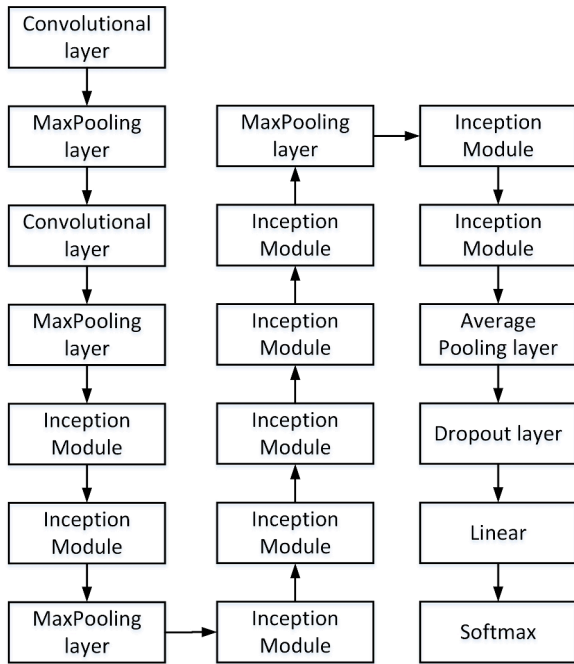 Convolutional
layer
MaxPooling
layer
Convolutional
layer
MaxPooling
layer
Inception
Module
Inception
Module
MaxPooling
layer
Inception
Module
Inception
Module
Inception
Module
Inception
Module
Inception
Module
MaxPooling
layer
Inception
Module
Inception
Module
Average
Pooling layer
Dropout layer
Linear
Softmax